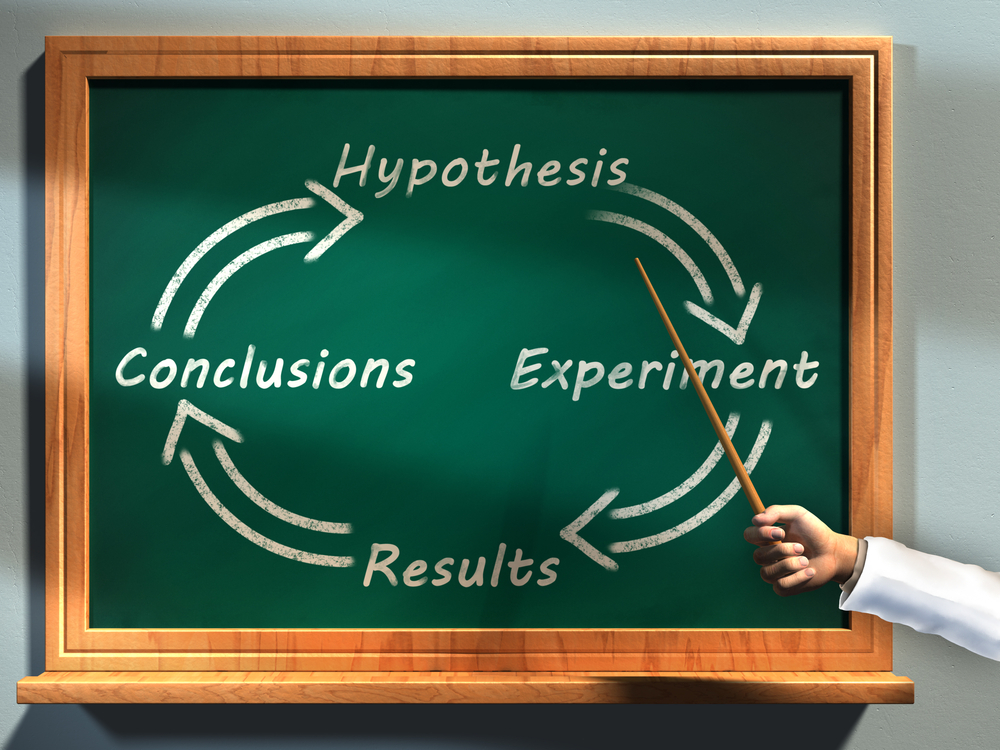 Hypothesis
Conclusions
Experiment
Results